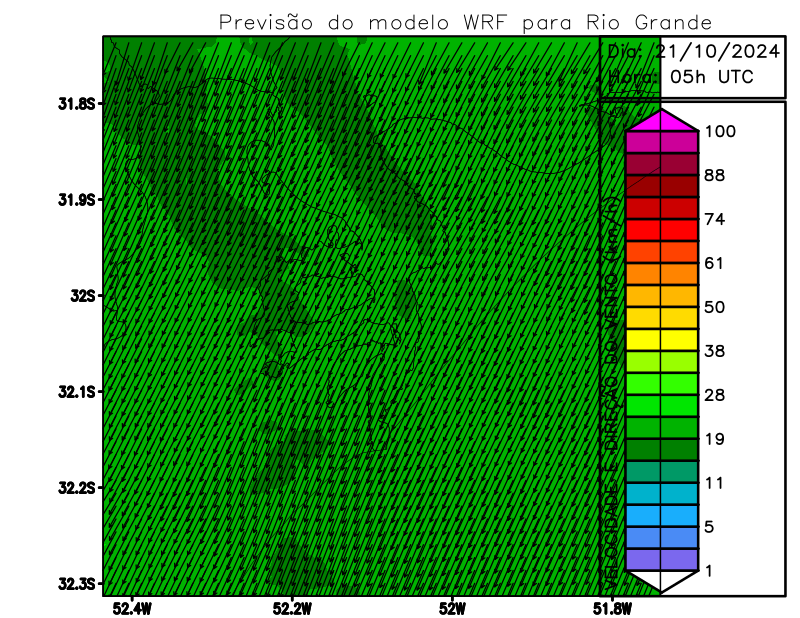 Previsão do modelo WRF para Rio Grande
Dia: 21/10/2024
Hora: 05h UTC
31.8S
31.9S
32S
32.1S
32.2S
32.3S
52.4W
52.2W
52W
51.8W
VELOCIDADE E DIREÇÃO DO VENTO (km/h)
100
88
74
61
50
38
28
19
11
5
1